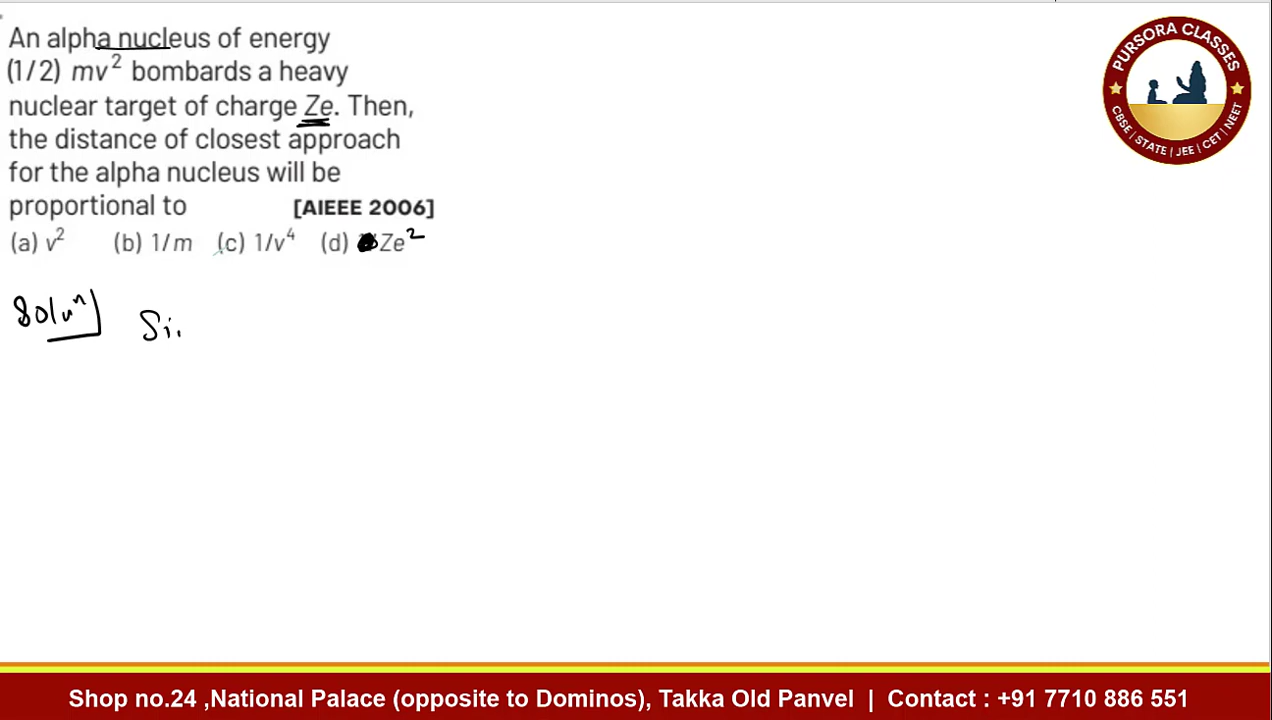 An alpha nucleus of energy
(1/2) mv² bombards a heavy
nuclear target of charge Ze. Then,
the distance of closest approach
for the alpha nucleus will be
proportional to [AIEEE 2006]
(a) v² (b) 1/m (c) 1/v⁴ (d) Ze²
Soluⁿ) Si.
PURSORA CLASSES
CBSE | STATE | JEE | CET | NEET
Shop no.24 ,National Palace (opposite to Dominos), Takka Old Panvel | Contact : +91 7710 886 551